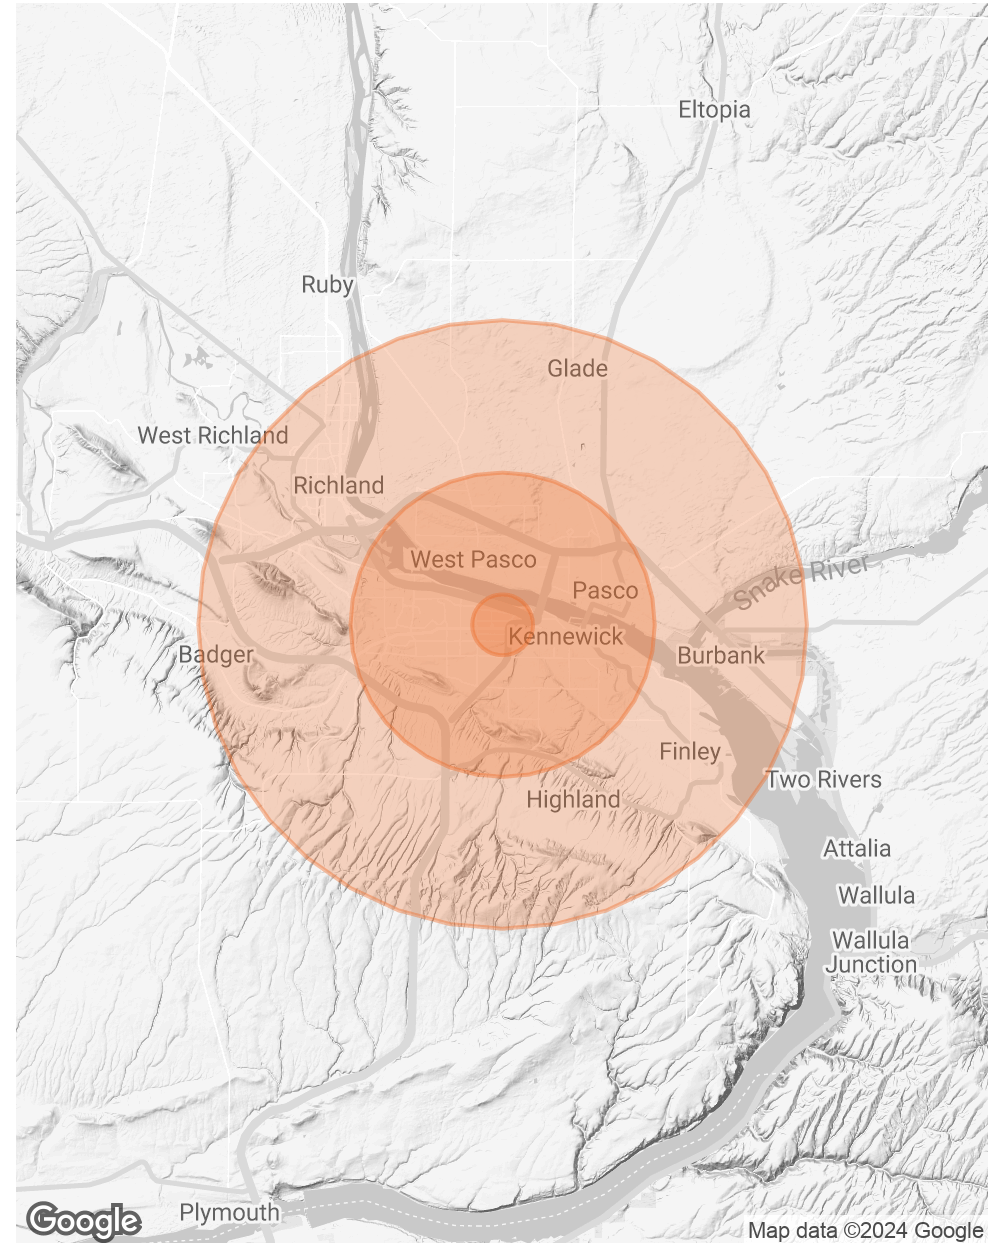 Eltopia
Ruby
Glade
West Richland
Richland
West Pasco
Snake River
Pasco
Kennewick
Badger
Burbank
Finley
Two Rivers
Highland
Attalia
Wallula
Wallula
Junction
Plymouth
Google
Map data ©2024 Google